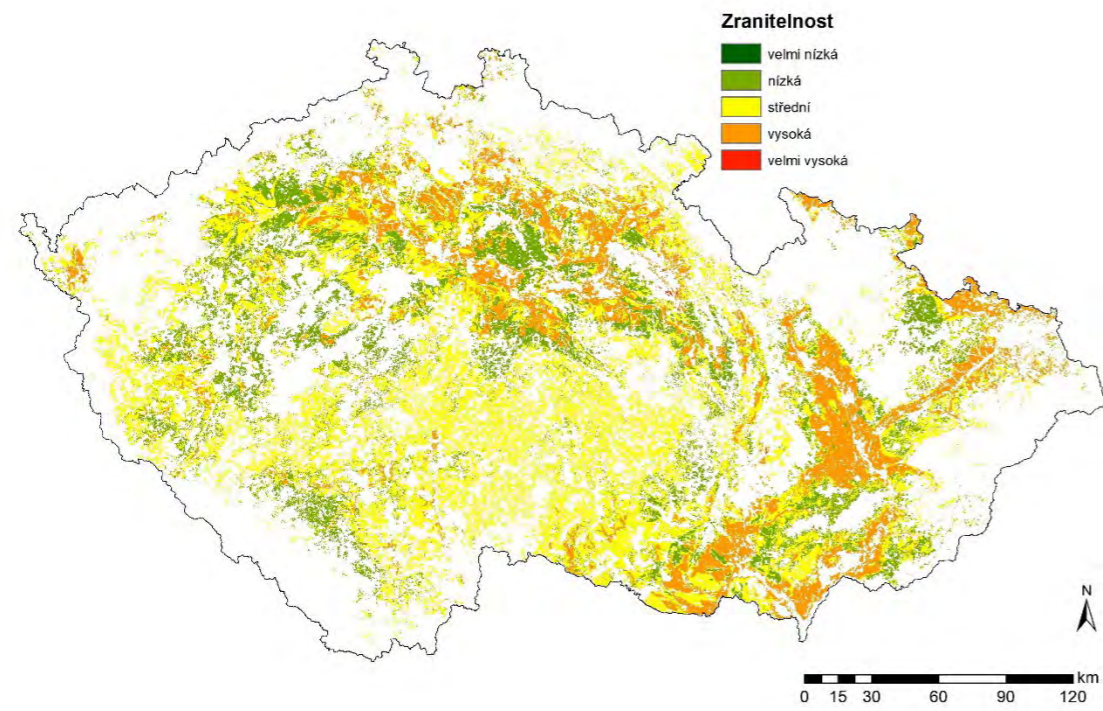 Zranitelnost
velmi nízká
nízká
střední
vysoká
velmi vysoká
N
km
0 15 30 60 90 120